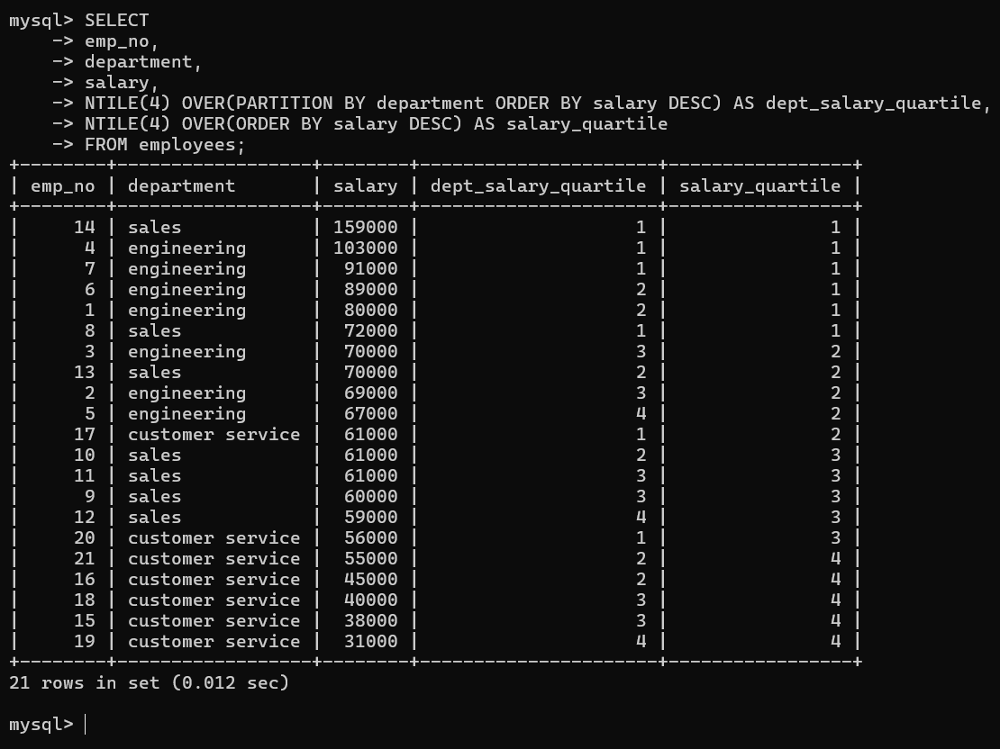 mysql> SELECT
    -> emp_no,
    -> department,
    -> salary,
    -> NTILE(4) OVER(PARTITION BY department ORDER BY salary DESC) AS dept_salary_quartile,
    -> NTILE(4) OVER(ORDER BY salary DESC) AS salary_quartile
    -> FROM employees;
+--------+------------------+--------+----------------------+-----------------+
| emp_no | department       | salary | dept_salary_quartile | salary_quartile |
+--------+------------------+--------+----------------------+-----------------+
|     14 | sales            | 159000 |                    1 |               1 |
|      4 | engineering      | 103000 |                    1 |               1 |
|      7 | engineering      |  91000 |                    1 |               1 |
|      6 | engineering      |  89000 |                    2 |               1 |
|      1 | engineering      |  80000 |                    2 |               1 |
|      8 | sales            |  72000 |                    1 |               1 |
|      3 | engineering      |  70000 |                    3 |               2 |
|     13 | sales            |  70000 |                    2 |               2 |
|      2 | engineering      |  69000 |                    3 |               2 |
|      5 | engineering      |  67000 |                    4 |               2 |
|     17 | customer service |  61000 |                    1 |               2 |
|     10 | sales            |  61000 |                    2 |               3 |
|     11 | sales            |  61000 |                    3 |               3 |
|      9 | sales            |  60000 |                    3 |               3 |
|     12 | sales            |  59000 |                    4 |               3 |
|     20 | customer service |  56000 |                    1 |               3 |
|     21 | customer service |  55000 |                    2 |               4 |
|     16 | customer service |  45000 |                    2 |               4 |
|     18 | customer service |  40000 |                    3 |               4 |
|     15 | customer service |  38000 |                    3 |               4 |
|     19 | customer service |  31000 |                    4 |               4 |
+--------+------------------+--------+----------------------+-----------------+
21 rows in set (0.012 sec)

mysql>